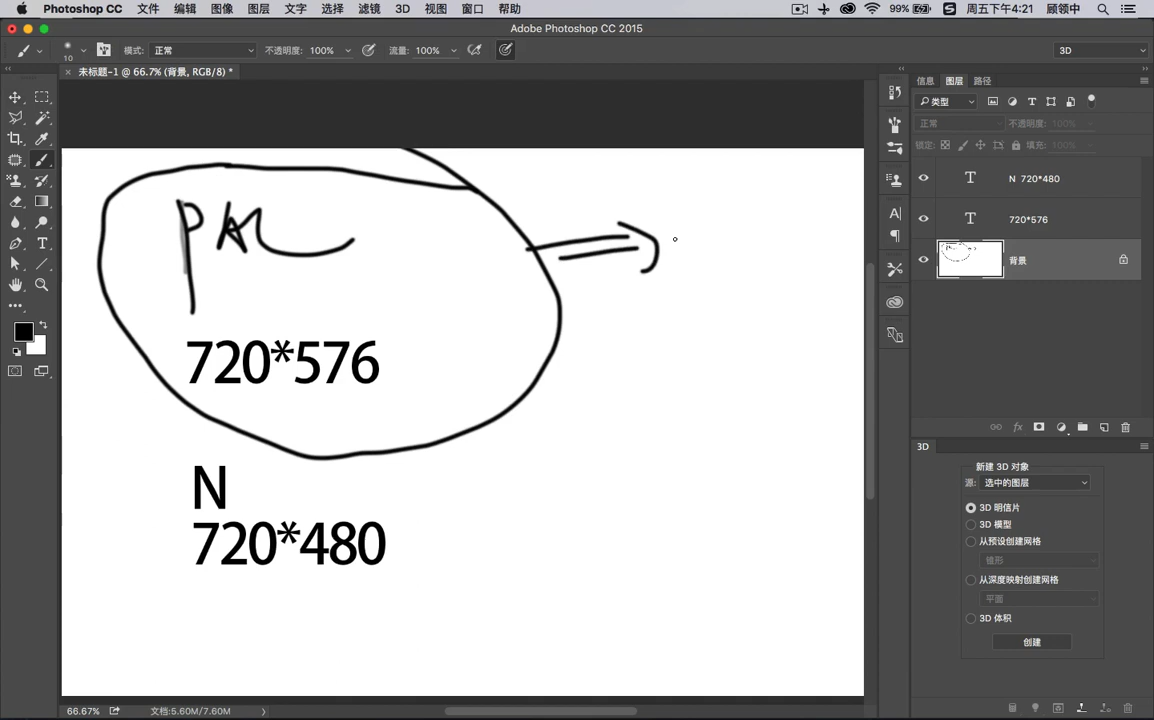 Photoshop CC 文件 编辑 图像 图层 文字 选择 滤镜 3D 视图 窗口 帮助 99% 周五下午4:21 顾领中
Adobe Photoshop CC 2015
10 模式: 正常 不透明度: 100% 流量: 100% 3D
× 未标题-1 @ 66.7% (背景, RGB/8) *
信息 图层 路径
类型
正常 不透明度: 100%
锁定: 填充: 100%
T N 720*480
T 720*576
背景
PAL
720*576
N
720*480
3D
新建 3D 对象
源: 选中的图层
3D 明信片
3D 模型
从预设创建网格
锥形
从深度映射创建网格
平面
3D 体积
创建
66.67% 文档:5.60M/7.60M